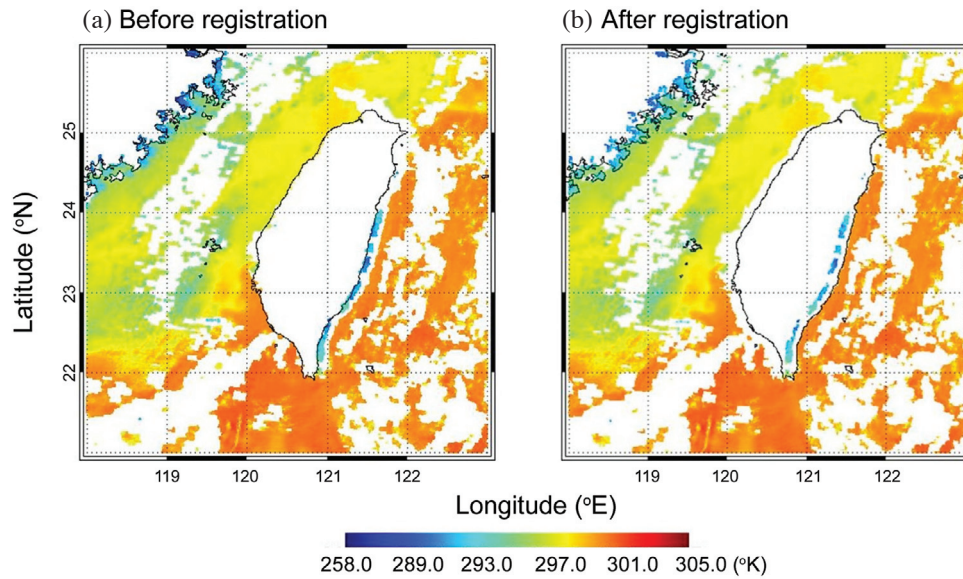 (a) Before registration
(b) After registration
Latitude (°N)
25
24
23
22
119 120 121 122
119 120 121 122
Longitude (°E)
258.0 289.0 293.0 297.0 301.0 305.0 (°K)